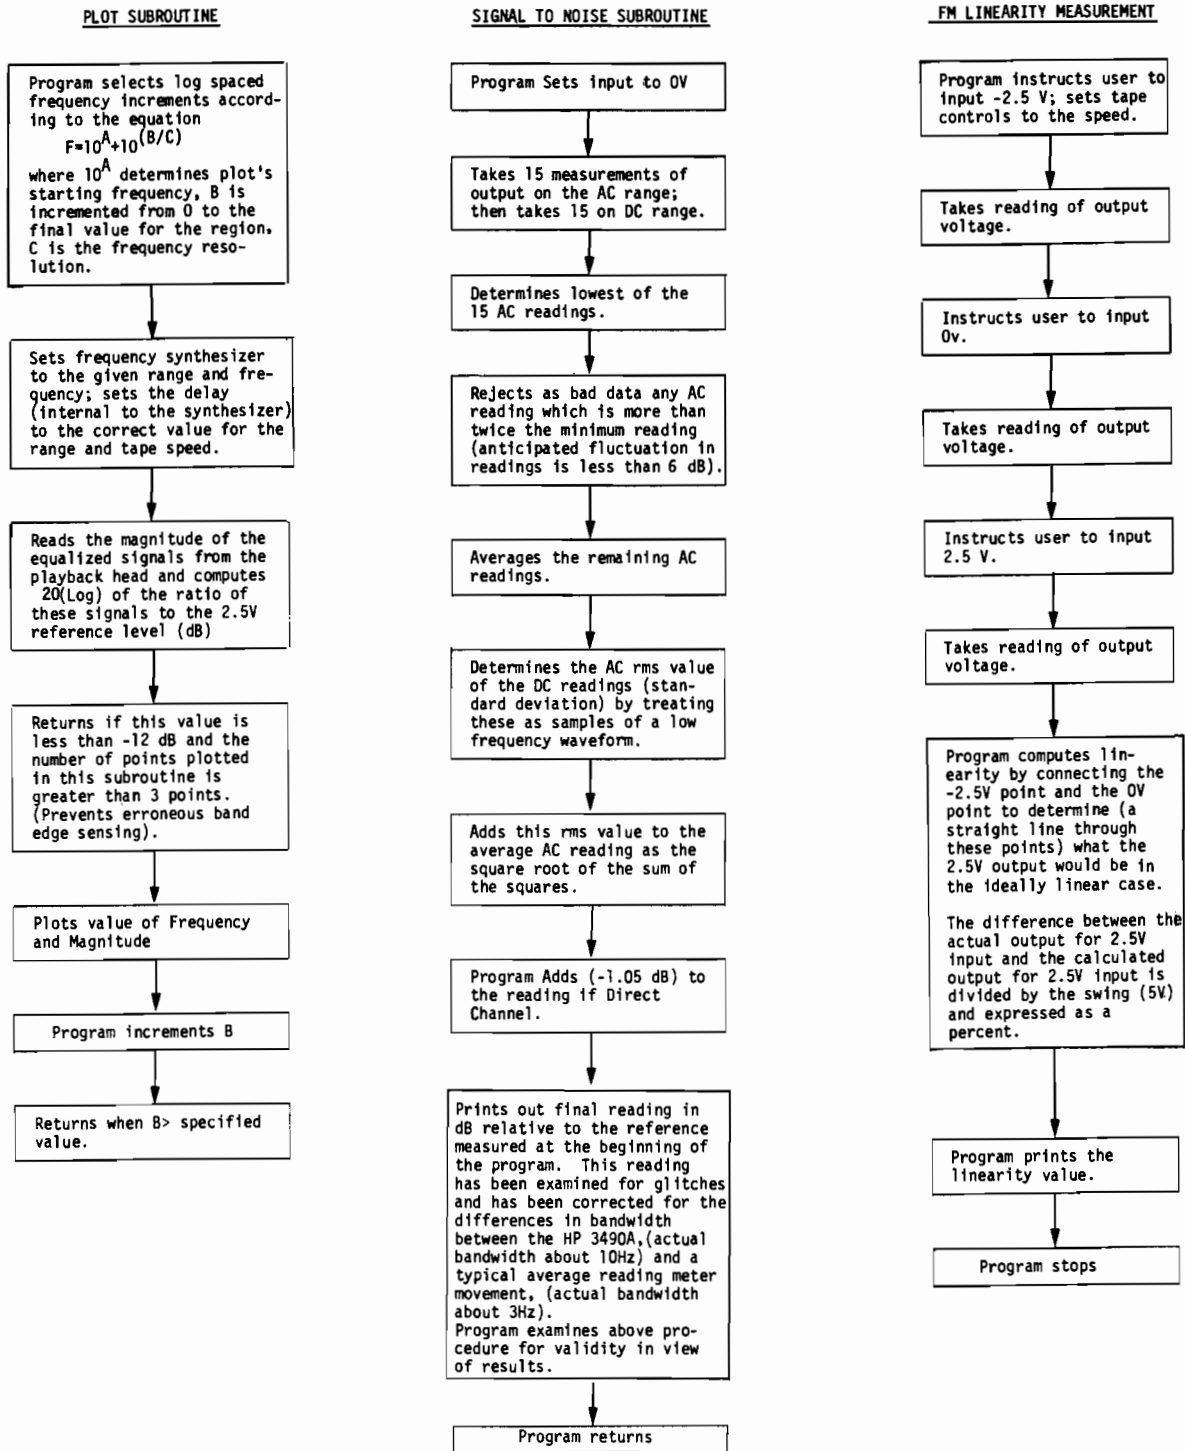 PLOT SUBROUTINE
Program selects log spaced
frequency increments accord-
ing to the equation
F=10^A+10^(B/C)
where 10^A determines plot's
starting frequency, B is
incremented from 0 to the
final value for the region,
C is the frequency reso-
lution.
Sets frequency synthesizer
to the given range and fre-
quency; sets the delay
(internal to the synthesizer)
to the correct value for the
range and tape speed.
Reads the magnitude of the
equalized signals from the
playback head and computes
20(Log) of the ratio of
these signals to the 2.5V
reference level (dB)
Returns if this value is
less than -12 dB and the
number of points plotted
in this subroutine is
greater than 3 points.
(Prevents erroneous band
edge sensing).
Plots value of Frequency
and Magnitude
Program increments B
Returns when B> specified
value.
SIGNAL TO NOISE SUBROUTINE
Program Sets input to 0V
Takes 15 measurements of
output on the AC range;
then takes 15 on DC range.
Determines lowest of the
15 AC readings.
Rejects as bad data any AC
reading which is more than
twice the minimum reading
(anticipated fluctuation in
readings is less than 6 dB).
Averages the remaining AC
readings.
Determines the AC rms value
of the DC readings (stan-
dard deviation) by treating
these as samples of a low
frequency waveform.
Adds this rms value to the
average AC reading as the
square root of the sum of
the squares.
Program Adds (-1.05 dB) to
the reading if Direct
Channel.
Prints out final reading in
dB relative to the reference
measured at the beginning of
the program. This reading
has been examined for glitches
and has been corrected for the
differences in bandwidth
between the HP 3490A,(actual
bandwidth about 10Hz) and a
typical average reading meter
movement, (actual bandwidth
about 3Hz).
Program examines above pro-
cedure for validity in view
of results.
Program returns
FM LINEARITY MEASUREMENT
Program instructs user to
input -2.5 V; sets tape
controls to the speed.
Takes reading of output
voltage.
Instructs user to input
0v.
Takes reading of output
voltage.
Instructs user to input
2.5 V.
Takes reading of output
voltage.
Program computes lin-
earity by connecting the
-2.5V point and the 0V
point to determine (a
straight line through
these points) what the
2.5V output would be in
the ideally linear case.
The difference between the
actual output for 2.5V
input and the calculated
output for 2.5V input is
divided by the swing (5V)
and expressed as a
percent.
Program prints the
linearity value.
Program stops